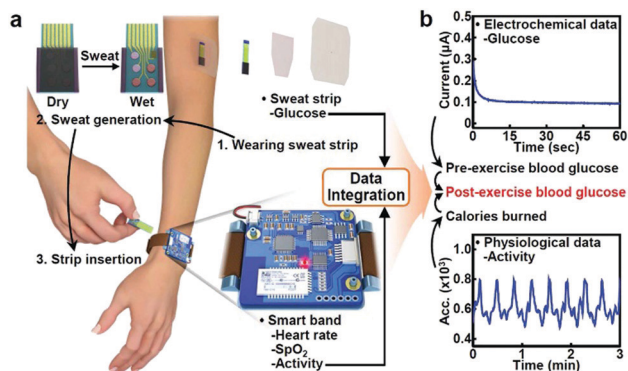 a
Sweat
Dry
Wet
2. Sweat generation
1. Wearing sweat strip
3. Strip insertion
• Sweat strip
-Glucose
Data
Integration
• Smart band
-Heart rate
-SpO2
-Activity
b
• Electrochemical data
-Glucose
Current (µA)
0.5
0.4
0.3
0.2
0.1
0
0
15
30
45
60
Time (sec)
Pre-exercise blood glucose
Post-exercise blood glucose
Calories burned
• Physiological data
-Activity
Acc. (x10³)
1.0
0.8
0.6
0.4
0
1
2
3
Time (min)